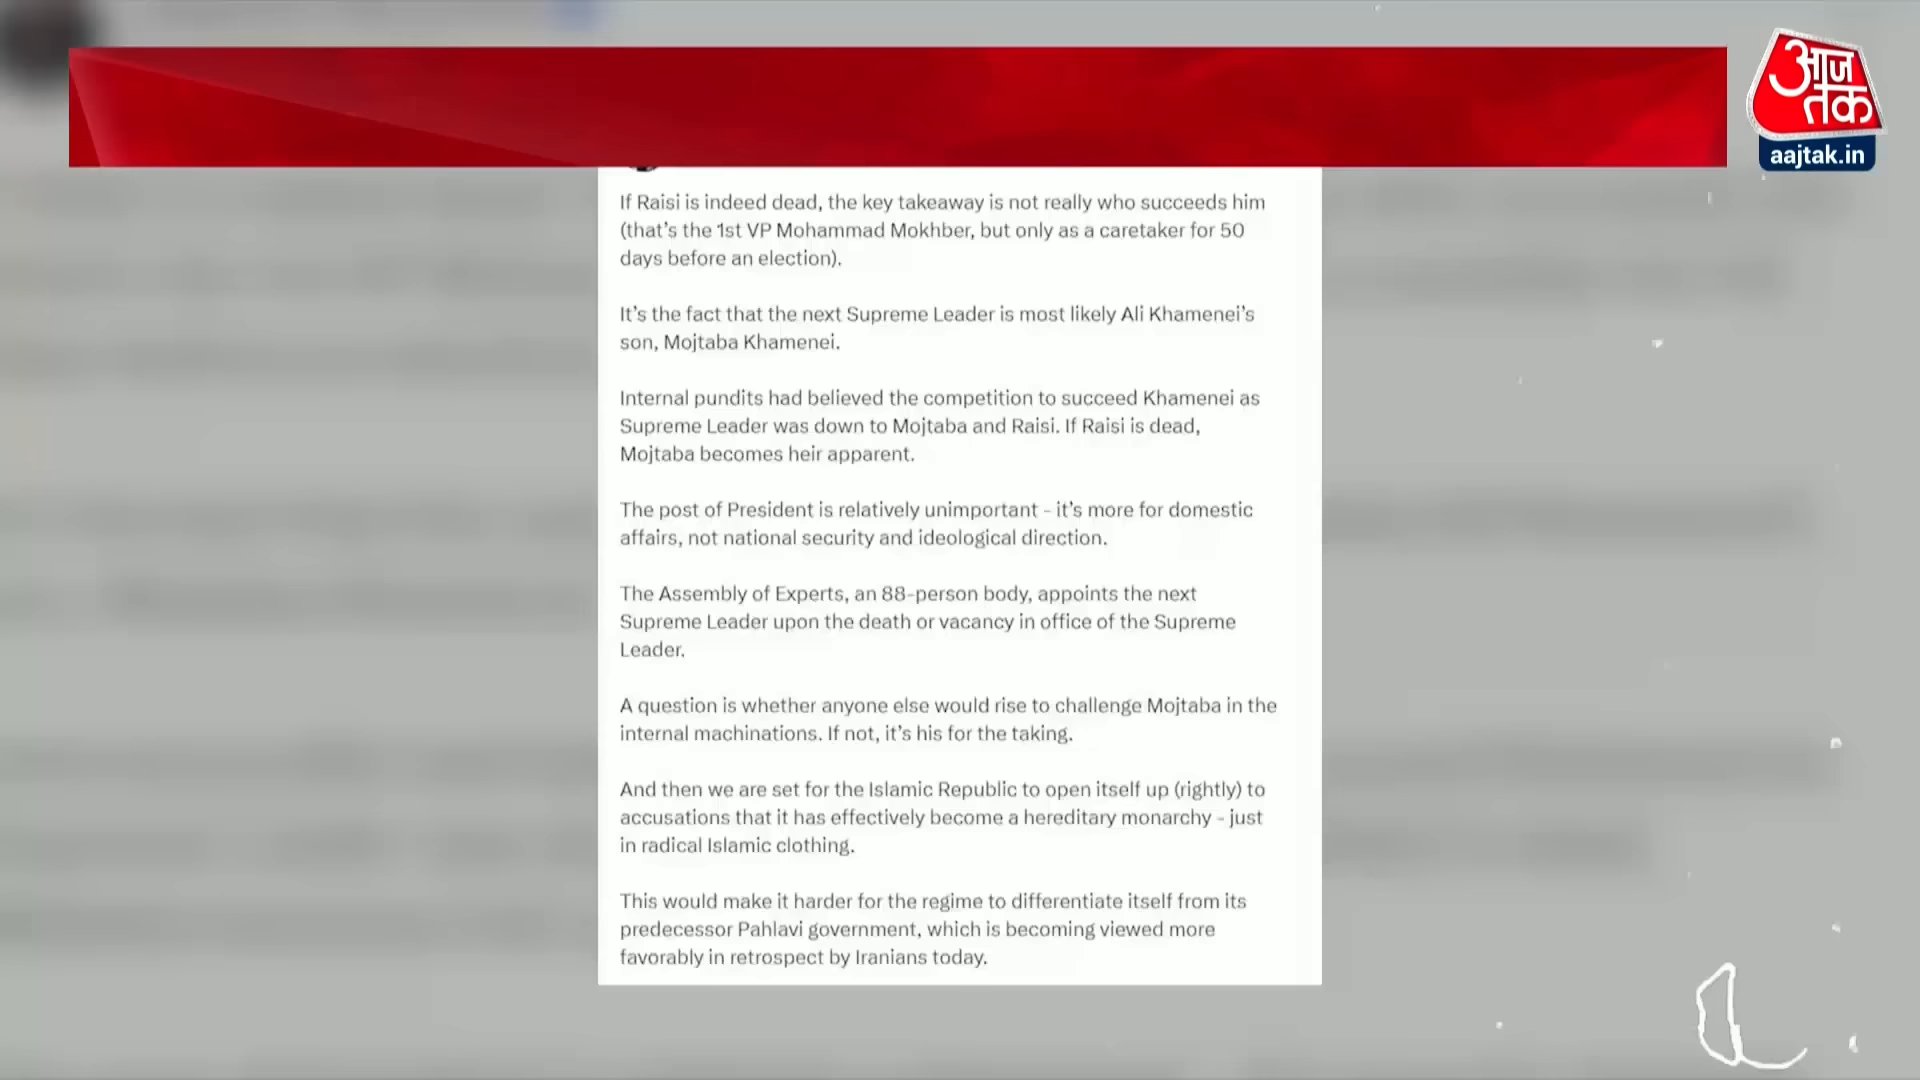 आज
तक
aajtak.in
If Raisi is indeed dead, the key takeaway is not really who succeeds him
(that's the 1st VP Mohammad Mokhber, but only as a caretaker for 50
days before an election).
It's the fact that the next Supreme Leader is most likely Ali Khamenei's
son, Mojtaba Khamenei.
Internal pundits had believed the competition to succeed Khamenei as
Supreme Leader was down to Mojtaba and Raisi. If Raisi is dead,
Mojtaba becomes heir apparent.
The post of President is relatively unimportant - it's more for domestic
affairs, not national security and ideological direction.
The Assembly of Experts, an 88-person body, appoints the next
Supreme Leader upon the death or vacancy in office of the Supreme
Leader.
A question is whether anyone else would rise to challenge Mojtaba in the
internal machinations. If not, it's his for the taking.
And then we are set for the Islamic Republic to open itself up (rightly) to
accusations that it has effectively become a hereditary monarchy - just
in radical Islamic clothing.
This would make it harder for the regime to differentiate itself from its
predecessor Pahlavi government, which is becoming viewed more
favorably in retrospect by Iranians today.